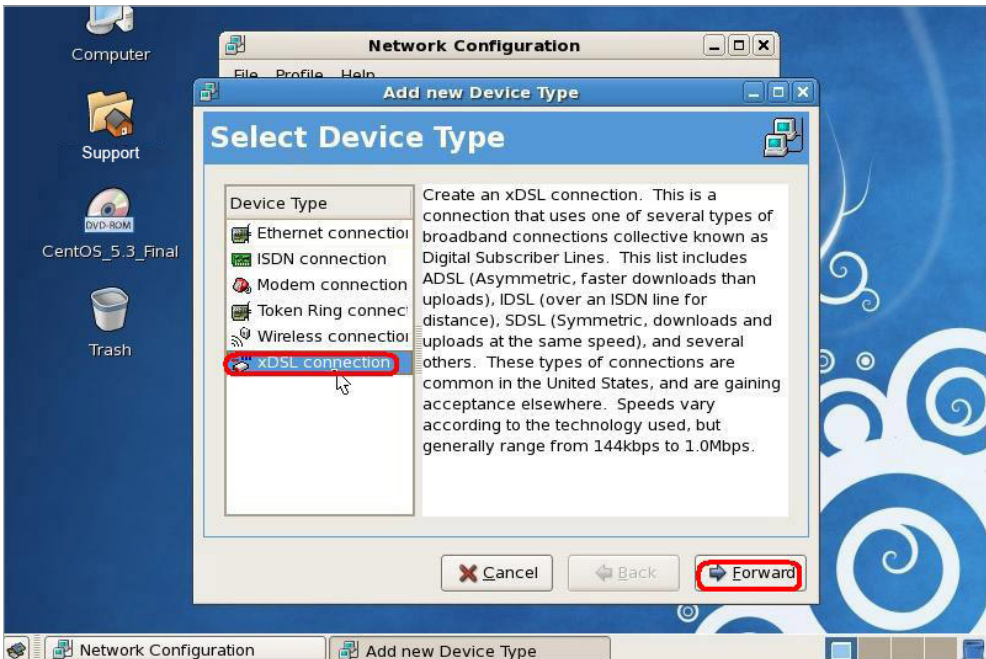 Computer
Support
DVD-ROM
CentOS_5.3_Final
Trash
Network Configuration
File Profile Help
Add new Device Type
Select Device Type
Device Type
Ethernet connection
ISDN connection
Modem connection
Token Ring connec
Wireless connection
xDSL connection
Create an xDSL connection. This is a
connection that uses one of several types of
broadband connections collective known as
Digital Subscriber Lines. This list includes
ADSL (Asymmetric, faster downloads than
uploads), IDSL (over an ISDN line for
distance), SDSL (Symmetric, downloads and
uploads at the same speed), and several
others. These types of connections are
common in the United States, and are gaining
acceptance elsewhere. Speeds vary
according to the technology used, but
generally range from 144kbps to 1.0Mbps.
Cancel
Back
Forward
Network Configuration
Add new Device Type